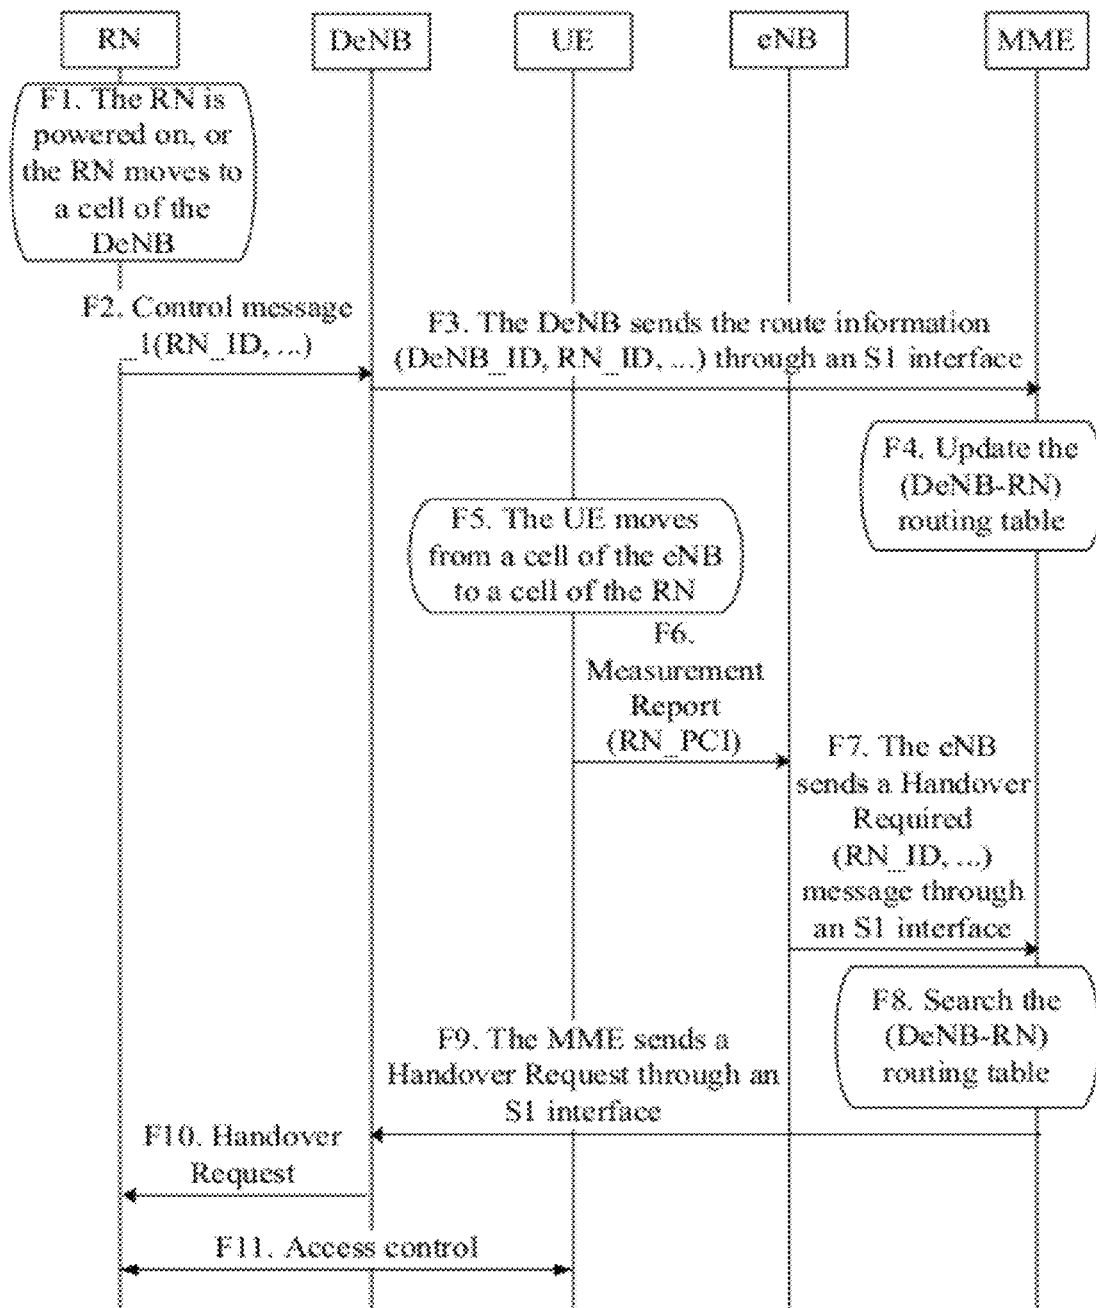 RN
DeNB
UE
eNB
MME
F1. The RN is
powered on, or
the RN moves to
a cell of the
DeNB
F2. Control message
_1(RN_ID, ...)
F3. The DeNB sends the route information
(DeNB_ID, RN_ID, ...) through an S1 interface
F4. Update the
(DeNB-RN)
routing table
F5. The UE moves
from a cell of the eNB
to a cell of the RN
F6.
Measurement
Report
(RN_PCI)
F7. The eNB
sends a Handover
Required
(RN_ID, ...)
message through
an S1 interface
F8. Search the
(DeNB-RN)
routing table
F9. The MME sends a
Handover Request through an
S1 interface
F10. Handover
Request
F11. Access control